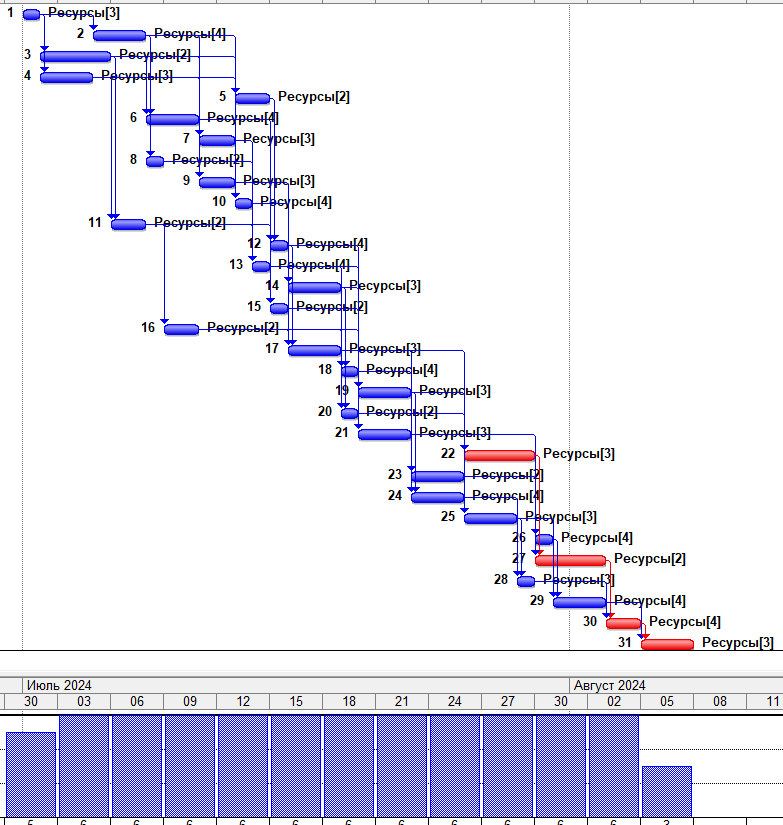 1 Ресурсы[3]
2 Ресурсы[4]
3 Ресурсы[2]
4 Ресурсы[3]
5 Ресурсы[2]
6 Ресурсы[4]
7 Ресурсы[3]
8 Ресурсы[2]
9 Ресурсы[3]
10 Ресурсы[4]
11 Ресурсы[2]
12 Ресурсы[4]
13 Ресурсы[4]
14 Ресурсы[3]
15 Ресурсы[2]
16 Ресурсы[2]
17 Ресурсы[3]
18 Ресурсы[4]
19 Ресурсы[3]
20 Ресурсы[2]
21 Ресурсы[3]
22 Ресурсы[3]
23 Ресурсы[2]
24 Ресурсы[4]
25 Ресурсы[3]
26 Ресурсы[4]
27 Ресурсы[2]
28 Ресурсы[3]
29 Ресурсы[4]
30 Ресурсы[4]
31 Ресурсы[3]
Июль 2024 Август 2024
30 03 06 09 12 15 18 21 24 27 30 02 05 08 11